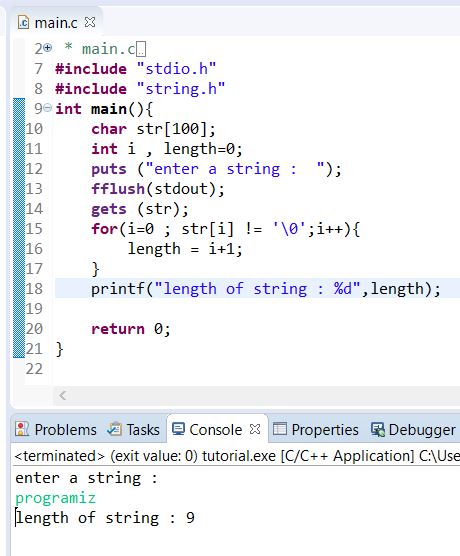 main.c
2 * main.c
7 #include "stdio.h"
8 #include "string.h"
9 int main(){
10 char str[100];
11 int i , length=0;
12 puts ("enter a string :  ");
13 fflush(stdout);
14 gets (str);
15 for(i=0 ; str[i] != '\0';i++){
16 length = i+1;
17 }
18 printf("length of string : %d",length);
19
20 return 0;
21 }
22
Problems Tasks Console Properties Debugger
<terminated> (exit value: 0) tutorial.exe [C/C++ Application] C:\Use
enter a string :
programiz
length of string : 9